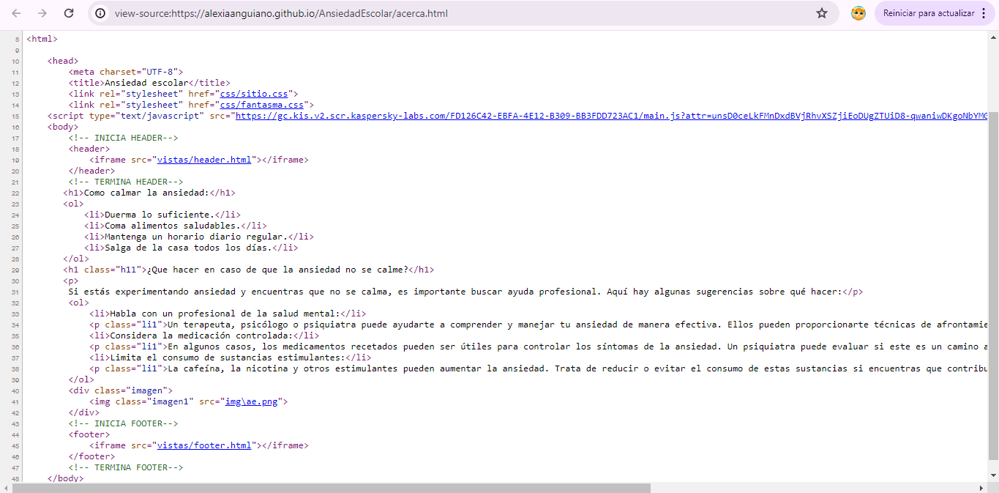 view-source:https://alexiaanguiano.github.io/AnsiedadEscolar/acerca.html
Reiniciar para actualizar
8 <html>
9
10 <head>
11 <meta charset="UTF-8">
12 <title>Ansiedad escolar</title>
13 <link rel="stylesheet" href="css/sitio.css">
14 <link rel="stylesheet" href="css/fantasma.css">
15 <script type="text/javascript" src="https://gc.kis.v2.scr.kaspersky-labs.com/FD126C42-EBFA-4E12-B309-BB3FDD723AC1/main.js?attr=unsD0ceLkFMnDxdBVjRhvXSZjiEoDUgZTUiD8-qwaniwDKgoNbYMG
16 <body>
17 <!-- INICIA HEADER-->
18 <header>
19 <iframe src="vistas/header.html"></iframe>
20 </header>
21 <!-- TERMINA HEADER-->
22 <h1>Como calmar la ansiedad:</h1>
23 <ol>
24 <li>Duerma lo suficiente.</li>
25 <li>Coma alimentos saludables.</li>
26 <li>Mantenga un horario diario regular.</li>
27 <li>Salga de la casa todos los días.</li>
28 </ol>
29 <h1 class="h11">¿Que hacer en caso de que la ansiedad no se calme?</h1>
30 <p>
31 Si estás experimentando ansiedad y encuentras que no se calma, es importante buscar ayuda profesional. Aquí hay algunas sugerencias sobre qué hacer:</p>
32 <ol>
33 <li>Habla con un profesional de la salud mental:</li>
34 <p class="li1">Un terapeuta, psicólogo o psiquiatra puede ayudarte a comprender y manejar tu ansiedad de manera efectiva. Ellos pueden proporcionarte técnicas de afrontamie
35 <li>Considera la medicación controlada:</li>
36 <p class="li1">En algunos casos, los medicamentos recetados pueden ser útiles para controlar los síntomas de la ansiedad. Un psiquiatra puede evaluar si este es un camino a
37 <li>Limita el consumo de sustancias estimulantes:</li>
38 <p class="li1">La cafeína, la nicotina y otros estimulantes pueden aumentar la ansiedad. Trata de reducir o evitar el consumo de estas sustancias si encuentras que contribu
39 </ol>
40 <div class="imagen">
41 <img class="imagen1" src="img\ae.png">
42 </div>
43 <!-- INICIA FOOTER-->
44 <footer>
45 <iframe src="vistas/footer.html"></iframe>
46 </footer>
47 <!-- TERMINA FOOTER-->
48 </body>